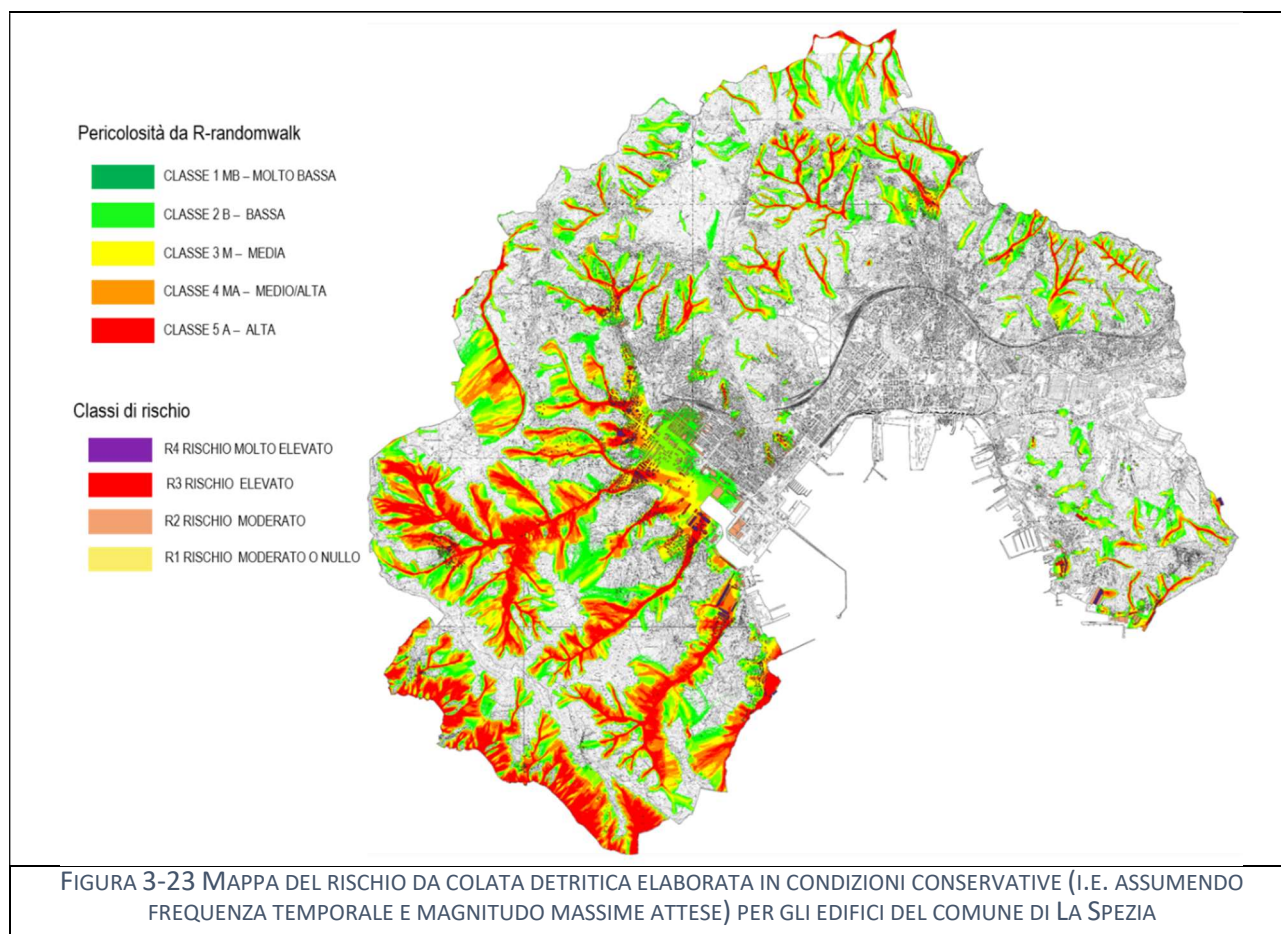 Pericolosità da R-randomwalk
CLASSE 1 MB – MOLTO BASSA
CLASSE 2 B – BASSA
CLASSE 3 M – MEDIA
CLASSE 4 MA – MEDIO/ALTA
CLASSE 5 A – ALTA
Classi di rischio
R4 RISCHIO MOLTO ELEVATO
R3 RISCHIO ELEVATO
R2 RISCHIO MODERATO
R1 RISCHIO MODERATO O NULLO
FIGURA 3-23 MAPPA DEL RISCHIO DA COLATA DETRITICA ELABORATA IN CONDIZIONI CONSERVATIVE (I.E. ASSUMENDO
FREQUENZA TEMPORALE E MAGNITUDO MASSIME ATTESE) PER GLI EDIFICI DEL COMUNE DI LA SPEZIA